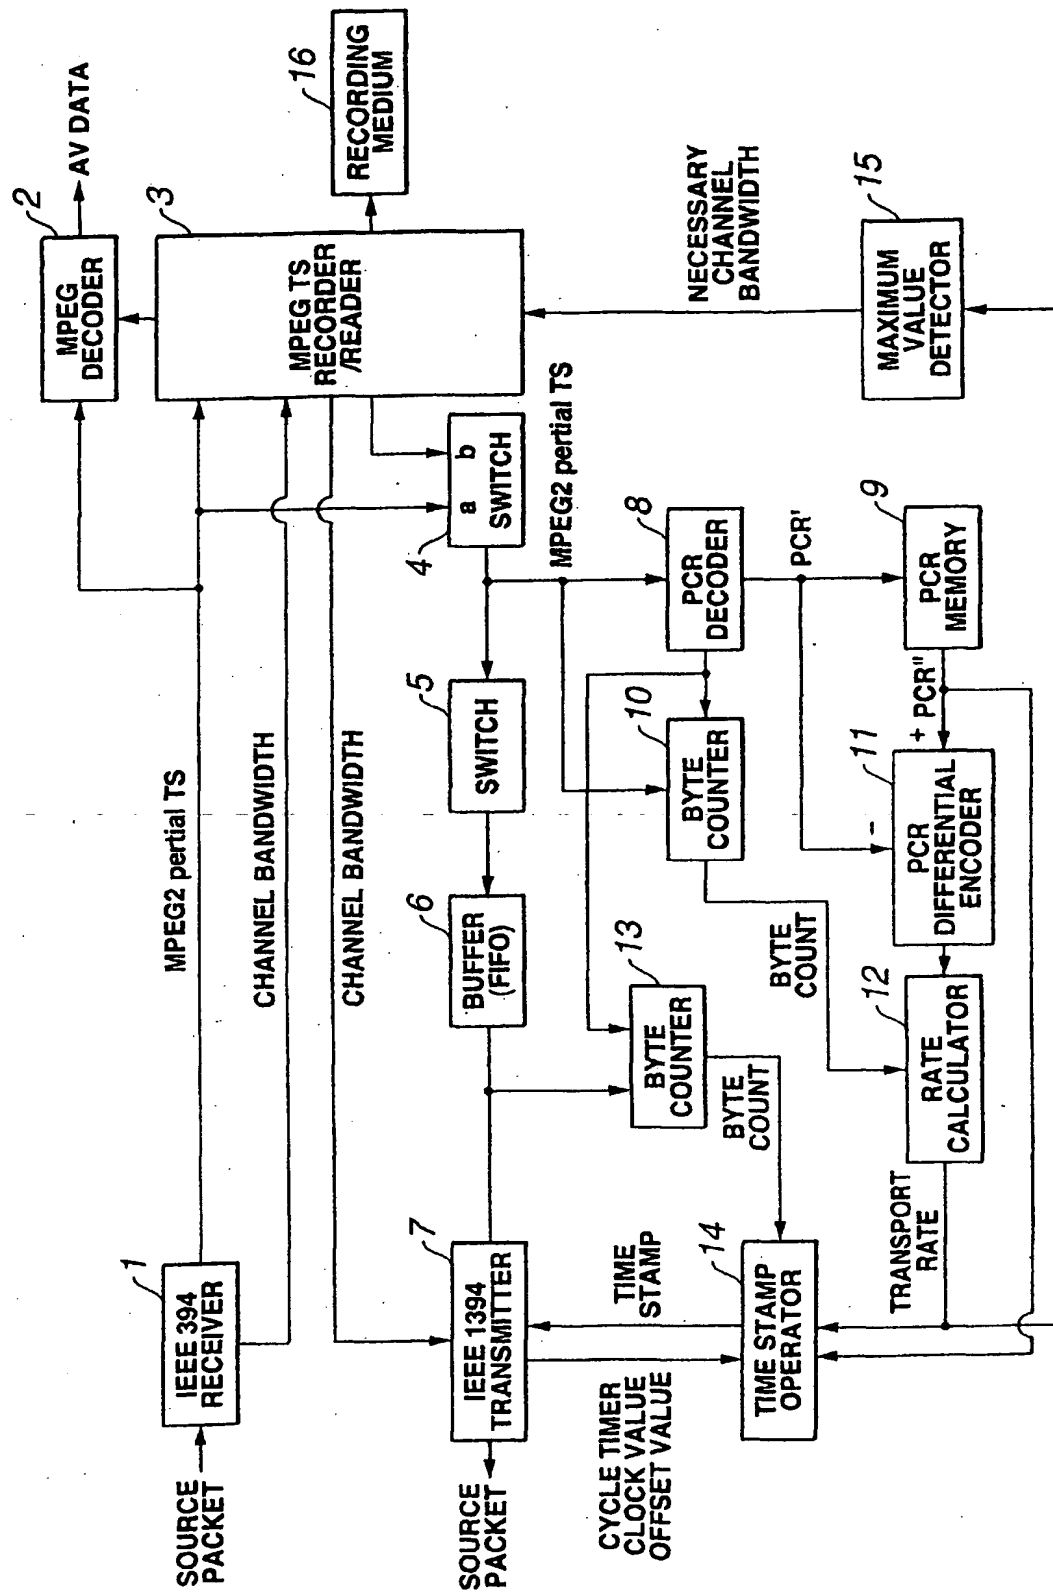 SOURCE
PACKET
1
IEEE 394
RECEIVER
MPEG2 pertial TS
CHANNEL BANDWIDTH
CHANNEL BANDWIDTH
2
MPEG
DECODER
AV DATA
3
MPEG TS
RECORDER
/READER
16
RECORDING
MEDIUM
SOURCE
PACKET
7
IEEE 1394
TRANSMITTER
6
BUFFER
(FIFO)
5
SWITCH
4
a b
SWITCH
MPEG2 pertial TS
NECESSARY
CHANNEL
BANDWIDTH
CYCLE TIMER
CLOCK VALUE
OFFSET VALUE
TIME
STAMP
13
BYTE
COUNTER
BYTE
COUNT
10
BYTE
COUNTER
8
PCR
DECODER
14
TIME STAMP
OPERATOR
BYTE
COUNT
PCR'
TRANSPORT
RATE
12
RATE
CALCULATOR
11
PCR
DIFFERENTIAL
ENCODER
-
+ PCR"
9
PCR
MEMORY
15
MAXIMUM
VALUE
DETECTOR